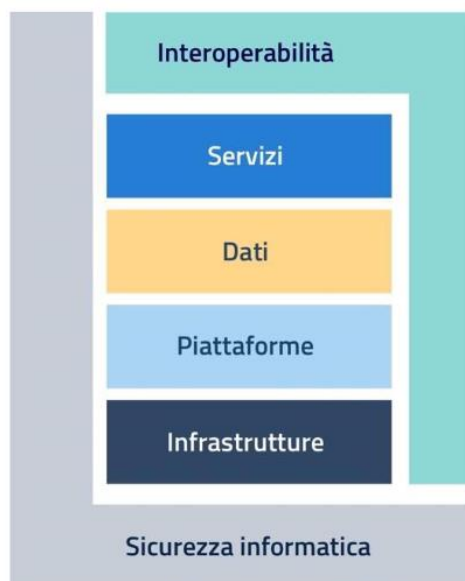 Interoperabilità
Servizi
Dati
Piattaforme
Infrastrutture
Sicurezza informatica